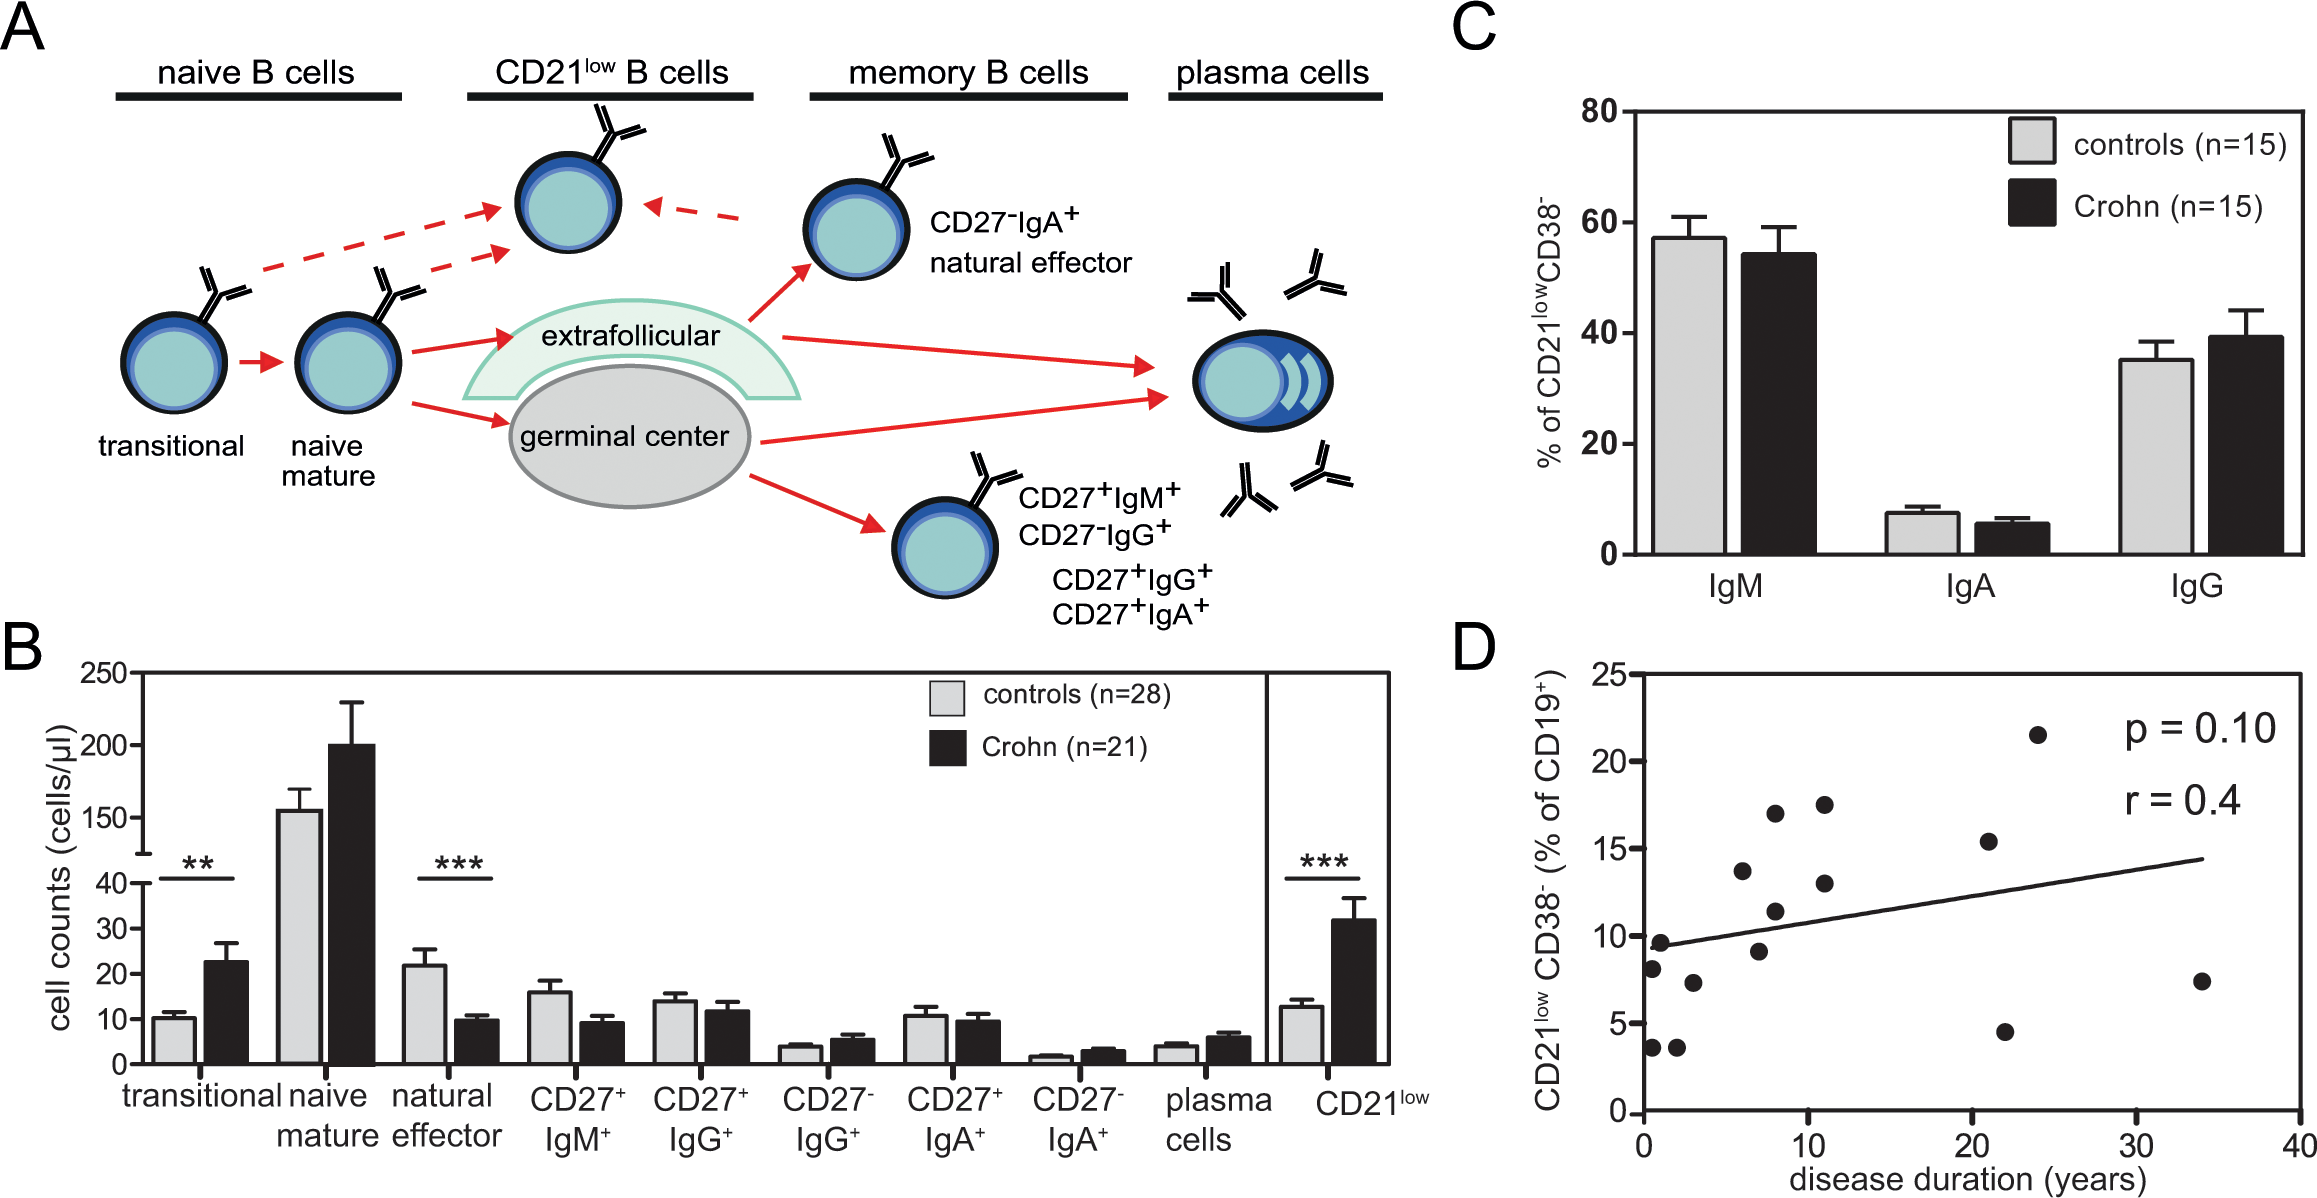 A
naive B cells
CD21low B cells
memory B cells
plasma cells
CD27-IgA+
natural effector
extrafollicular
germinal center
transitional
naive
mature
CD27+IgM+
CD27-IgG+
CD27+IgG+
CD27+IgA+
B
cell counts (cells/µl)
250
200
150
40
30
20
10
0
controls (n=28)
Crohn (n=21)
**
***
***
transitional
naive
mature
natural
effector
CD27+
IgM+
CD27+
IgG+
CD27-
IgG+
CD27+
IgA+
CD27-
IgA+
plasma
cells
CD21low
C
% of CD21lowCD38-
80
60
40
20
0
controls (n=15)
Crohn (n=15)
IgM
IgA
IgG
D
CD21low CD38- (% of CD19+)
25
20
15
10
5
0
p = 0.10
r = 0.4
0
10
20
30
40
disease duration (years)